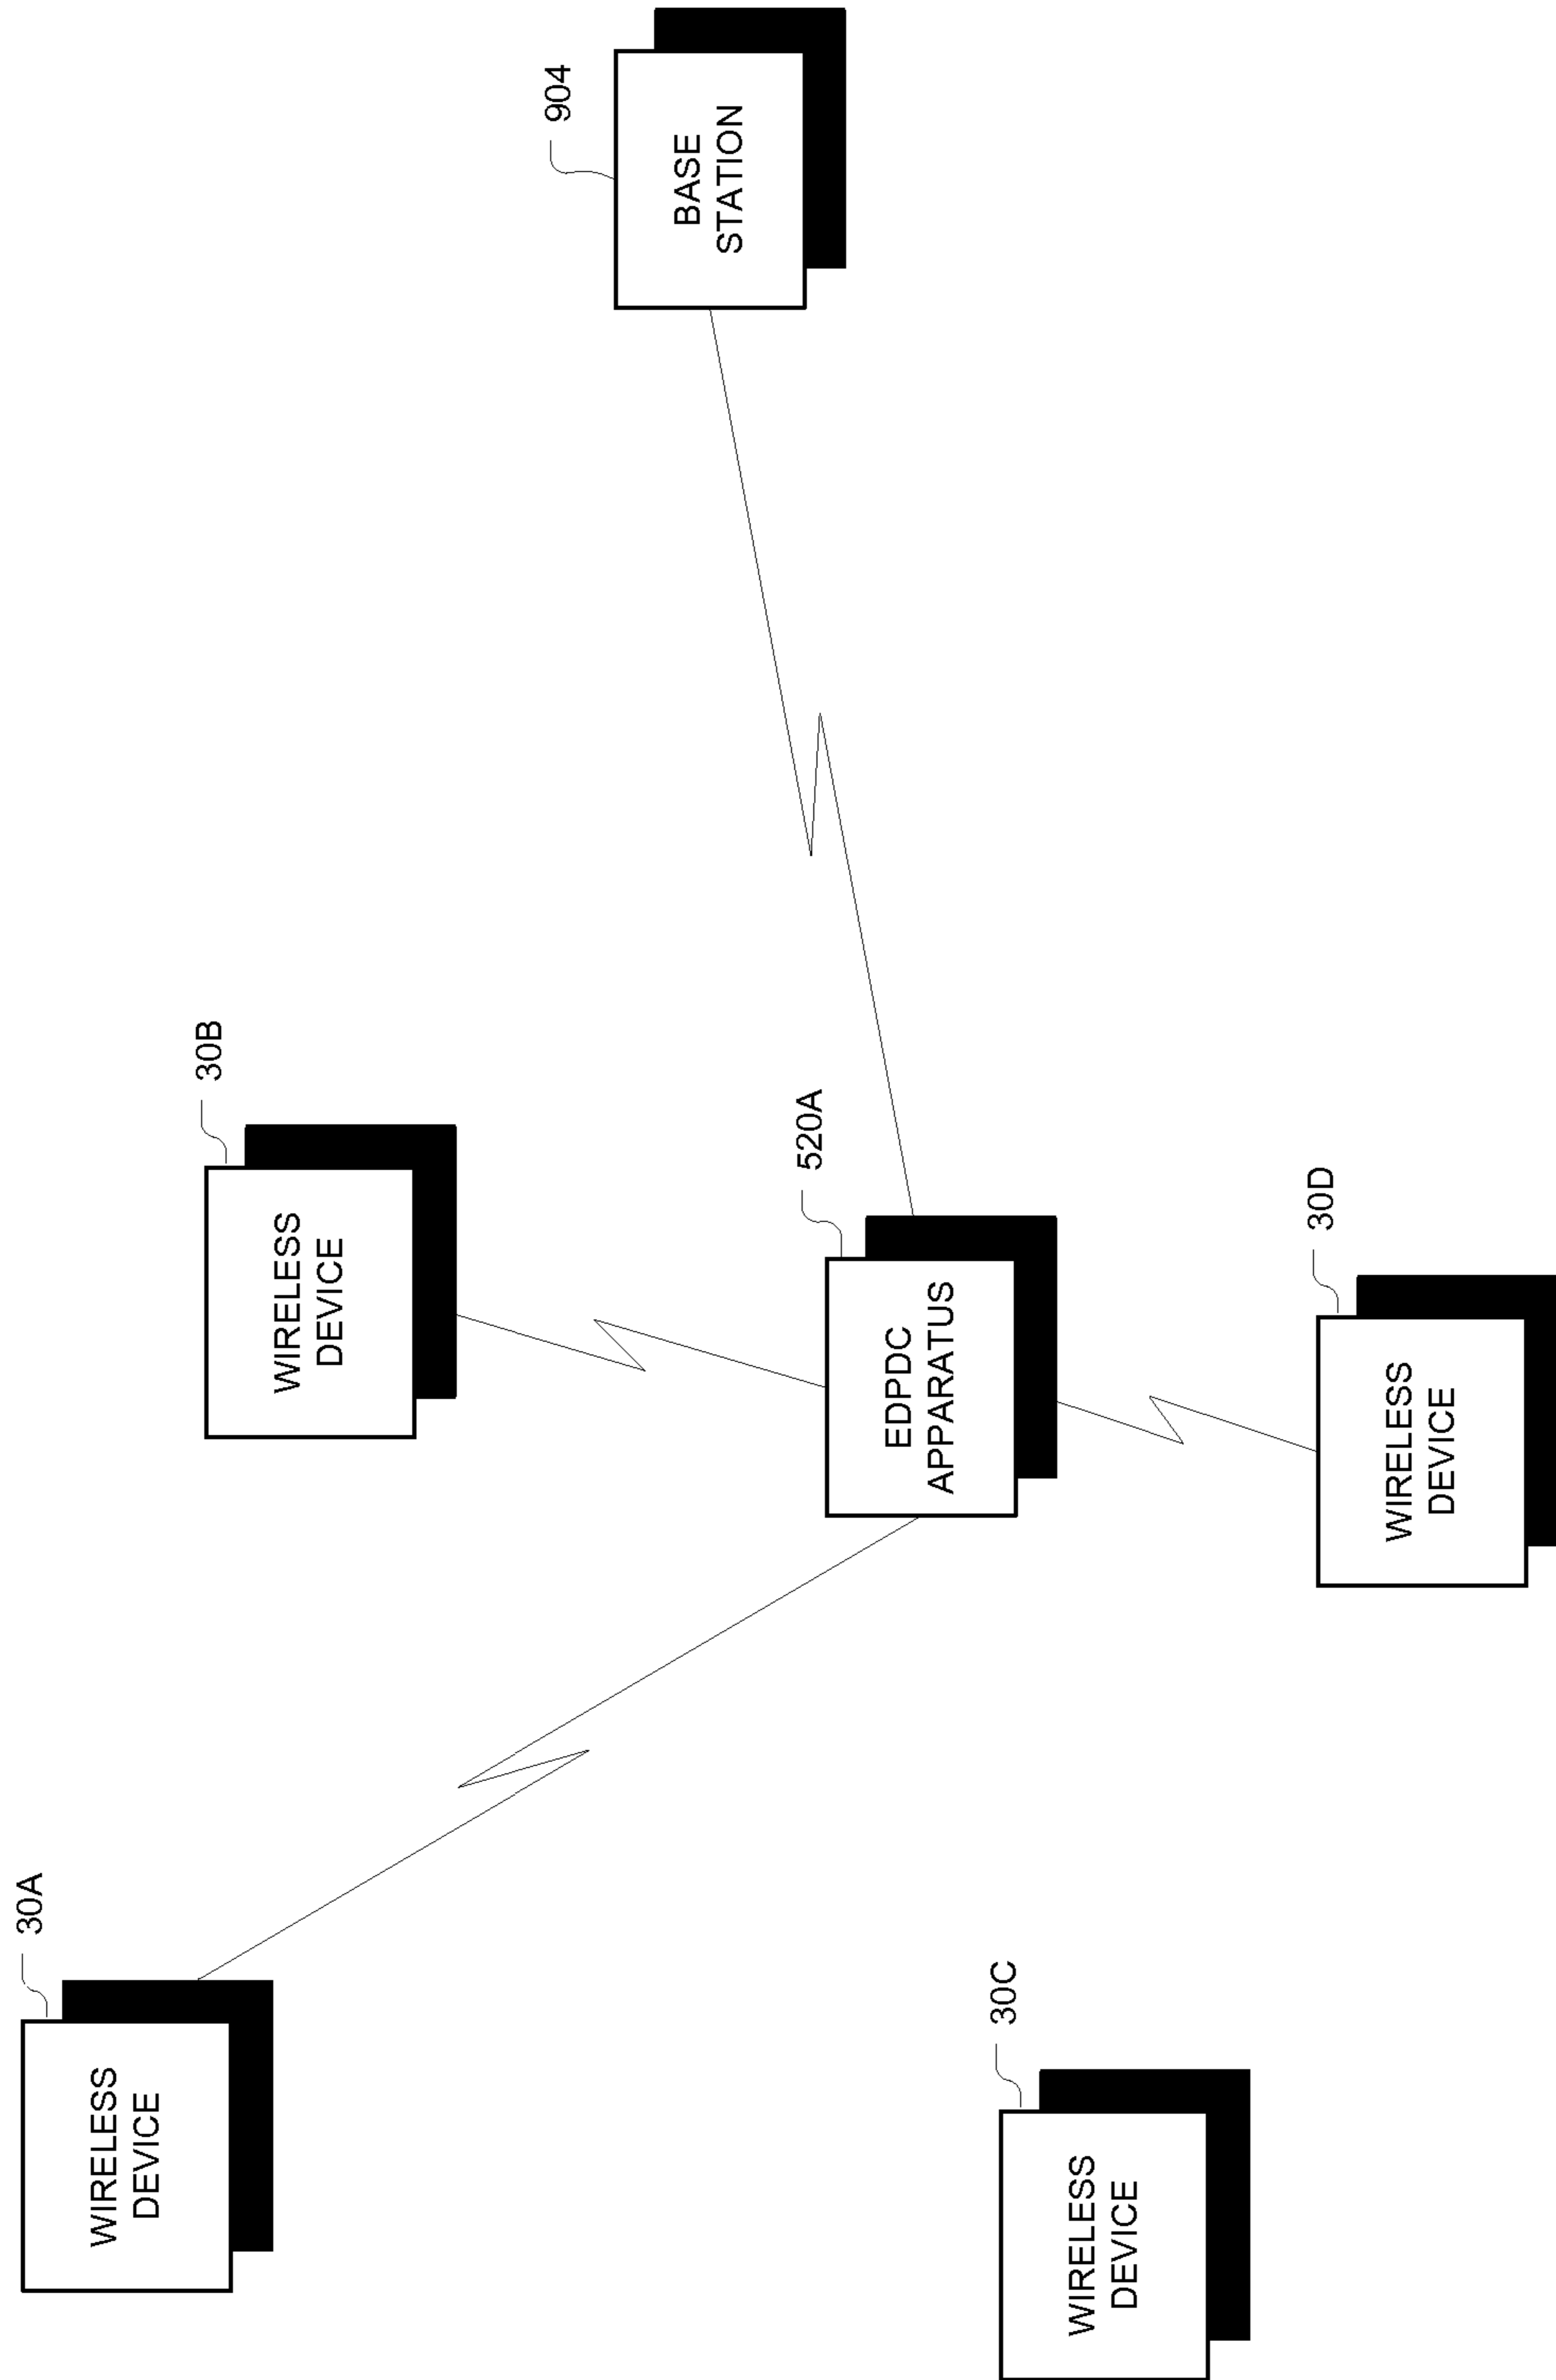 30A
WIRELESS
DEVICE
30B
WIRELESS
DEVICE
904
BASE
STATION
520A
EDPDC
APPARATUS
30C
WIRELESS
DEVICE
30D
WIRELESS
DEVICE